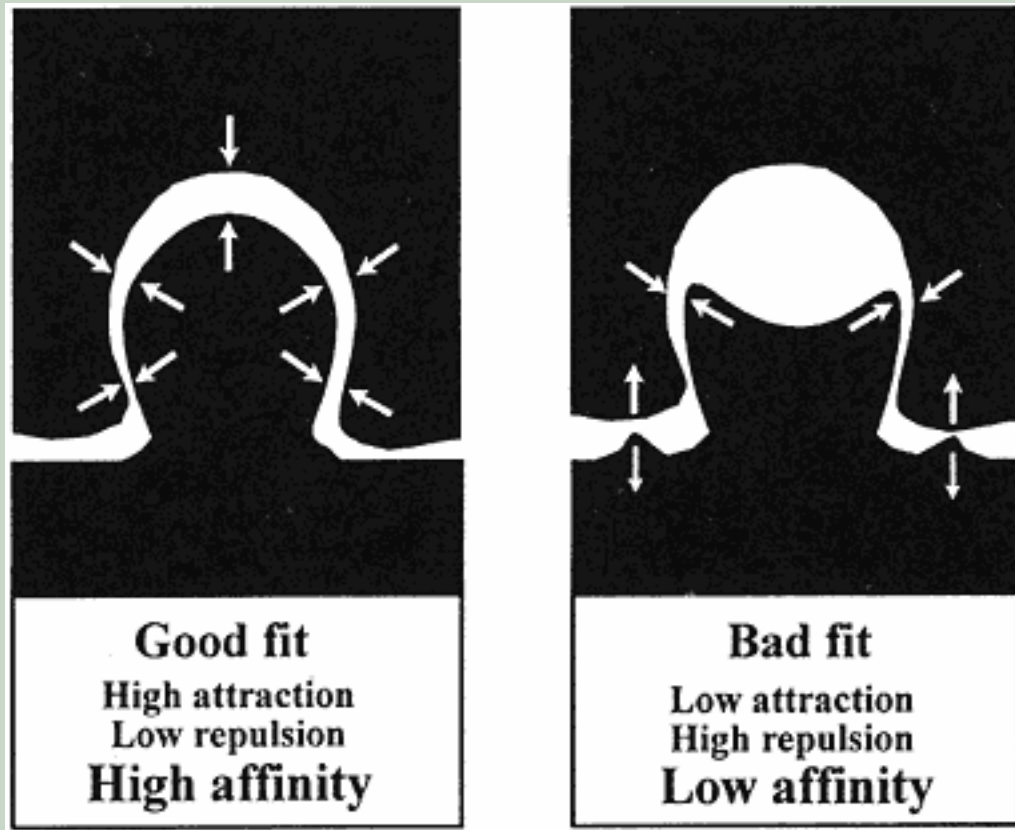 Good fit
High attraction
Low repulsion
High affinity
Bad fit
Low attraction
High repulsion
Low affinity